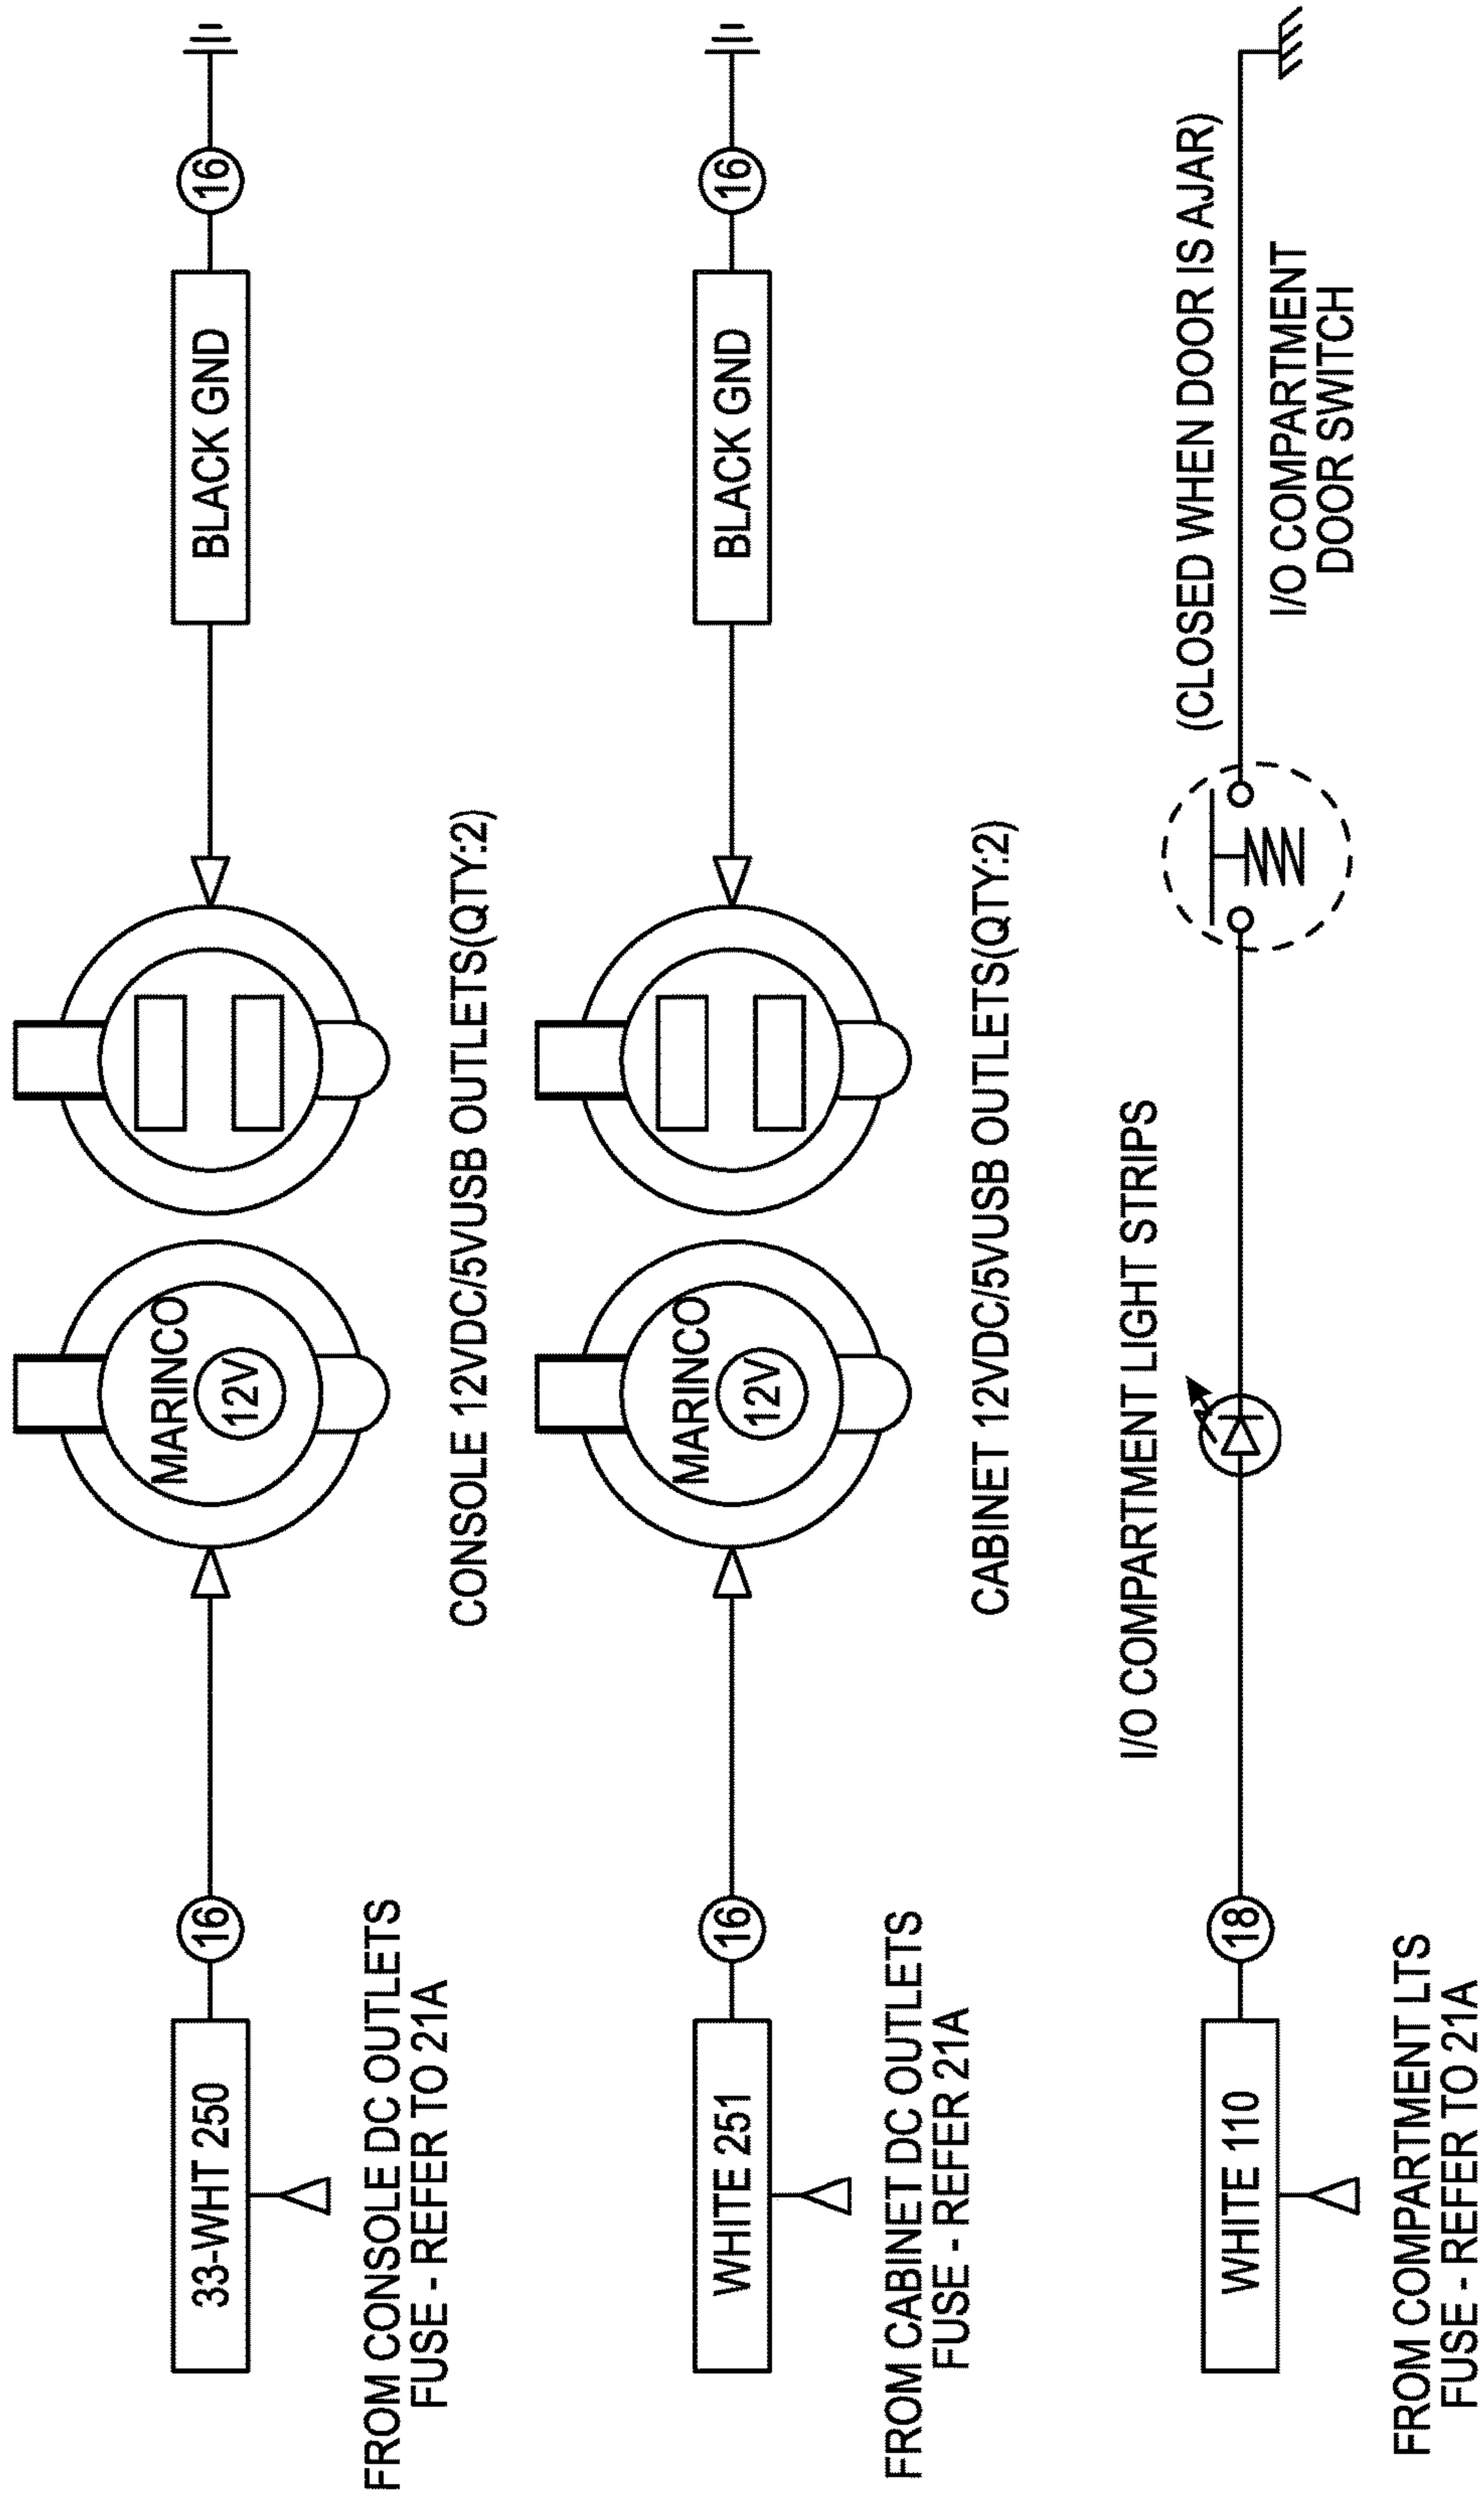 33-WHT 250
16
MARINCO
12V
BLACK GND
16
CONSOLE 12VDC/5VUSB OUTLETS(QTY:2)
FROM CONSOLE DC OUTLETS
FUSE - REFER TO 21A
WHITE 251
16
MARINCO
12V
BLACK GND
16
CABINET 12VDC/5VUSB OUTLETS(QTY:2)
FROM CABINET DC OUTLETS
FUSE - REFER 21A
I/O COMPARTMENT LIGHT STRIPS
(CLOSED WHEN DOOR IS AJAR)
WHITE 110
18
I/O COMPARTMENT
DOOR SWITCH
FROM COMPARTMENT LTS
FUSE - REFER TO 21A